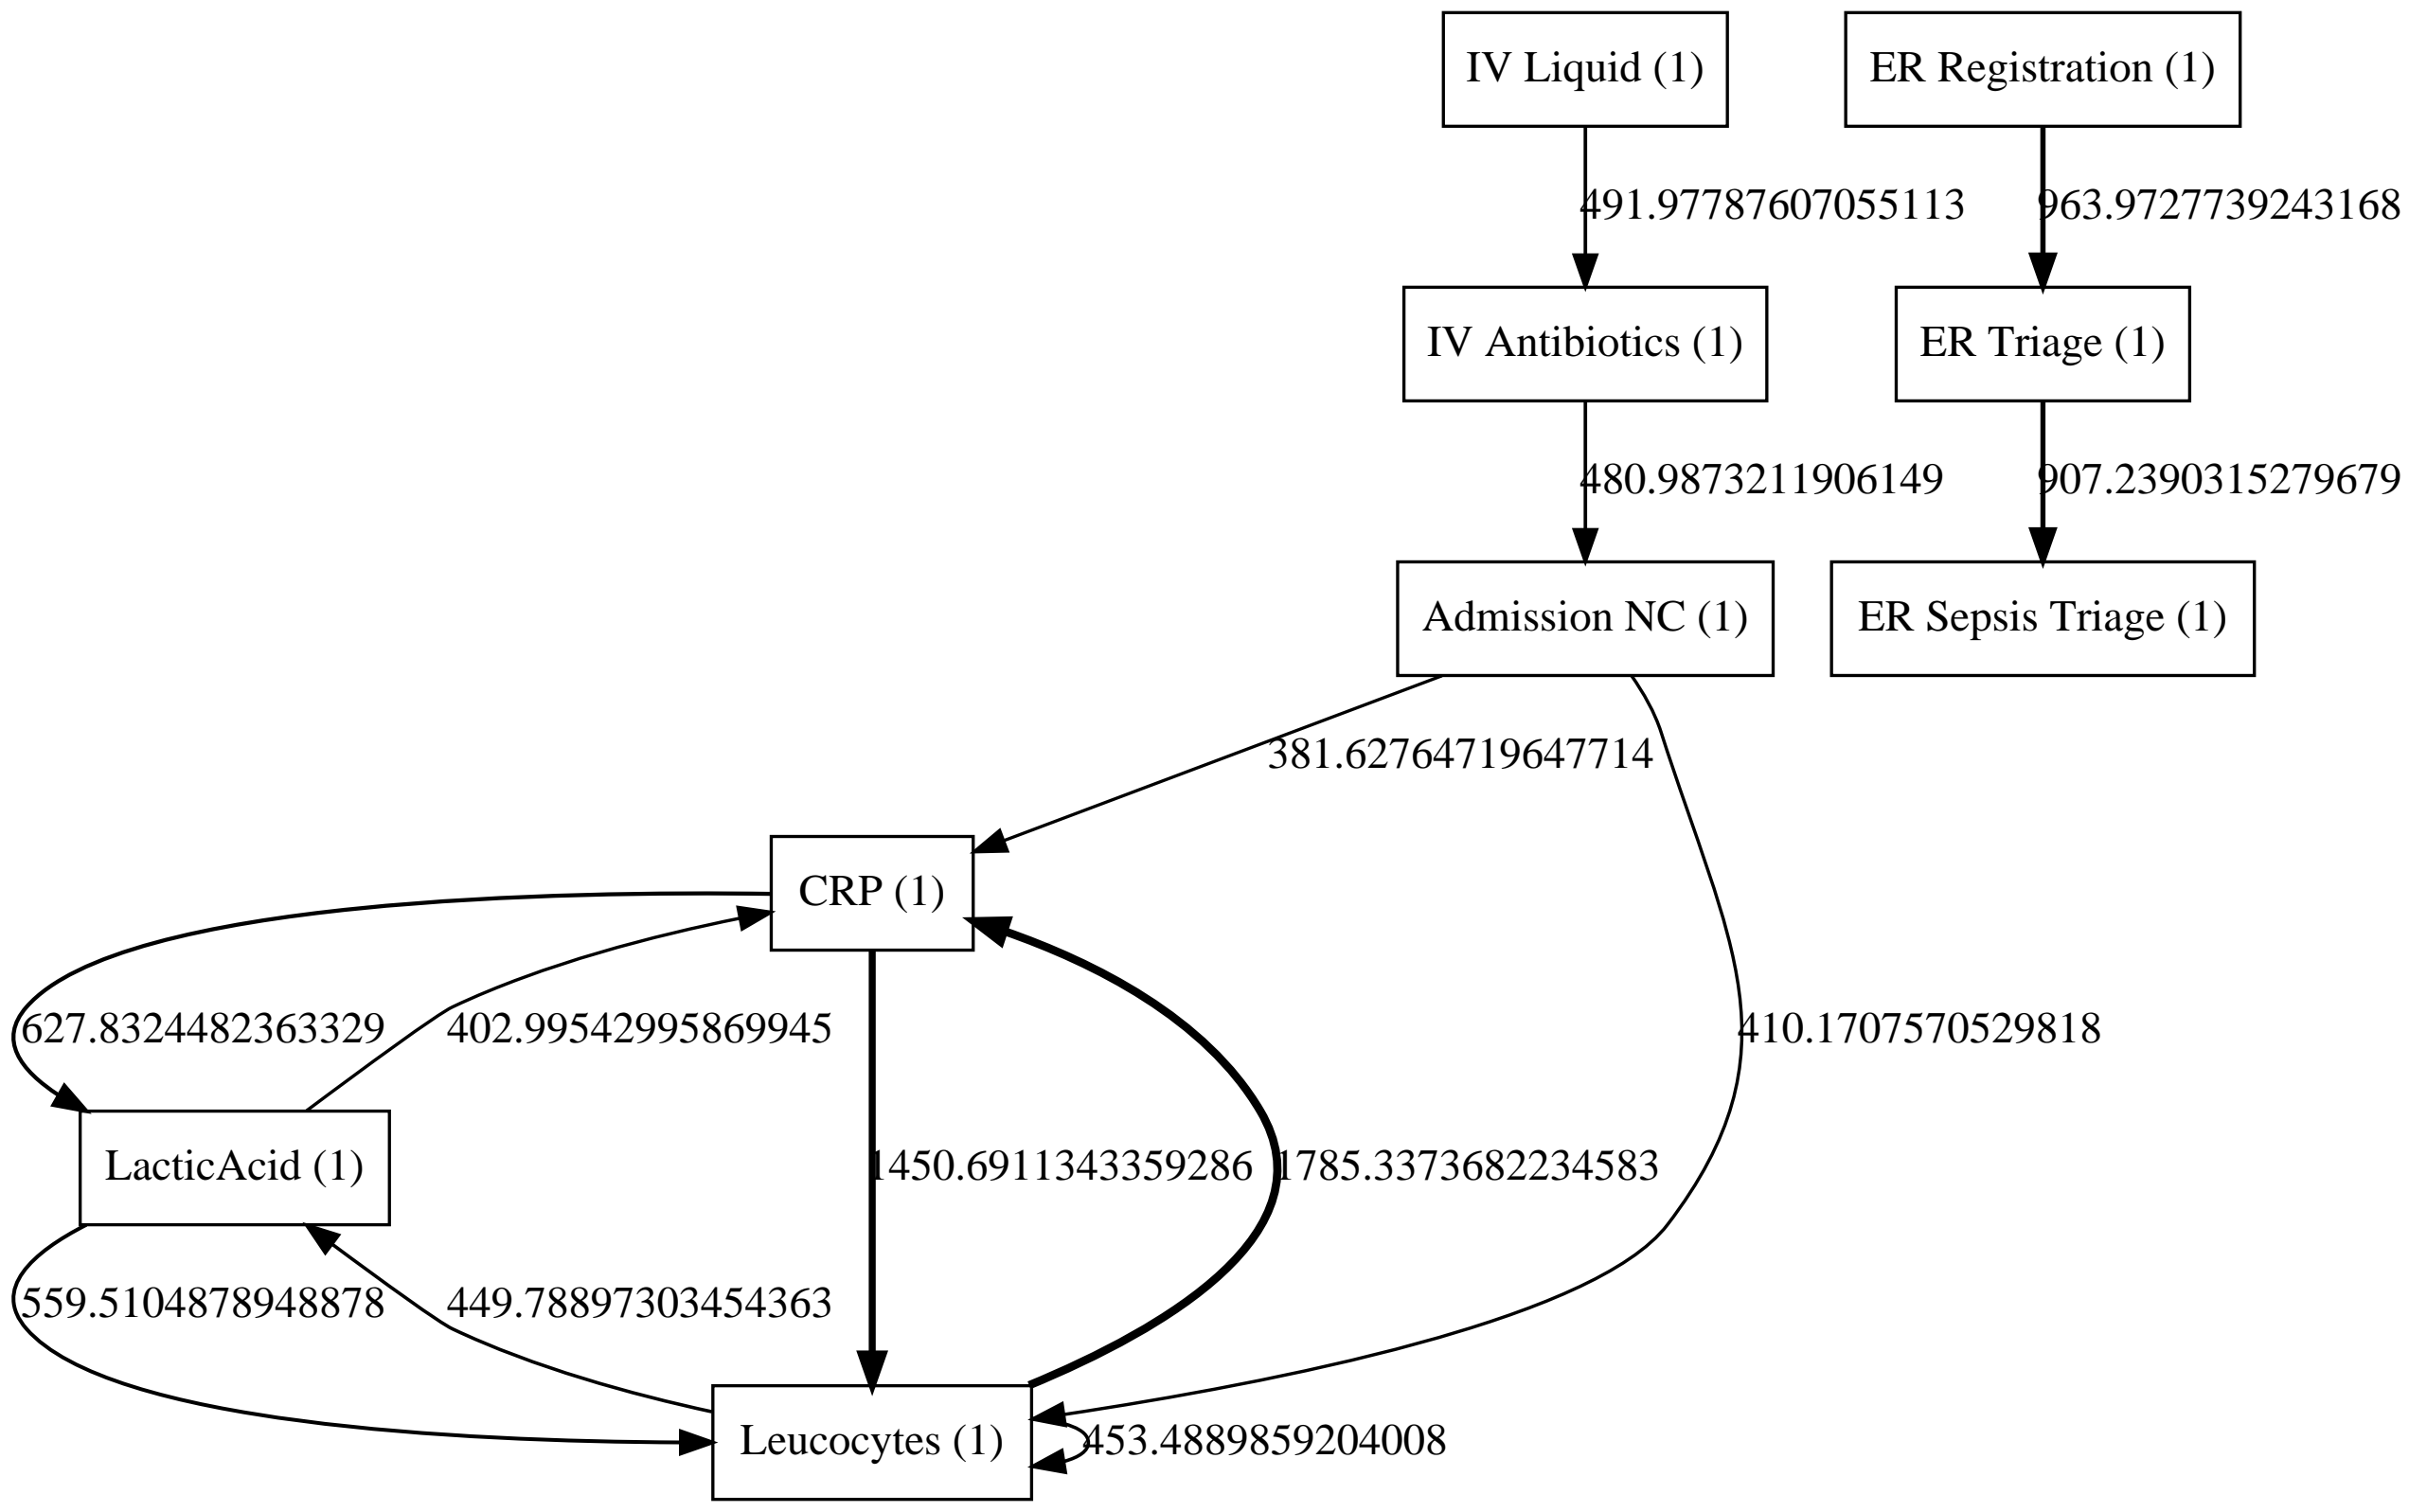 IV Liquid (1)
ER Registration (1)
491.97787607055113
963.9727739243168
IV Antibiotics (1)
ER Triage (1)
480.9873211906149
907.2390315279679
Admission NC (1)
ER Sepsis Triage (1)
381.62764719647714
CRP (1)
627.8324482363329
402.99542995869945
410.1707570529818
LacticAcid (1)
1450.6911343359286
1785.3373682234583
559.5104878948878
449.78897303454363
Leucocytes (1)
453.4889859204008